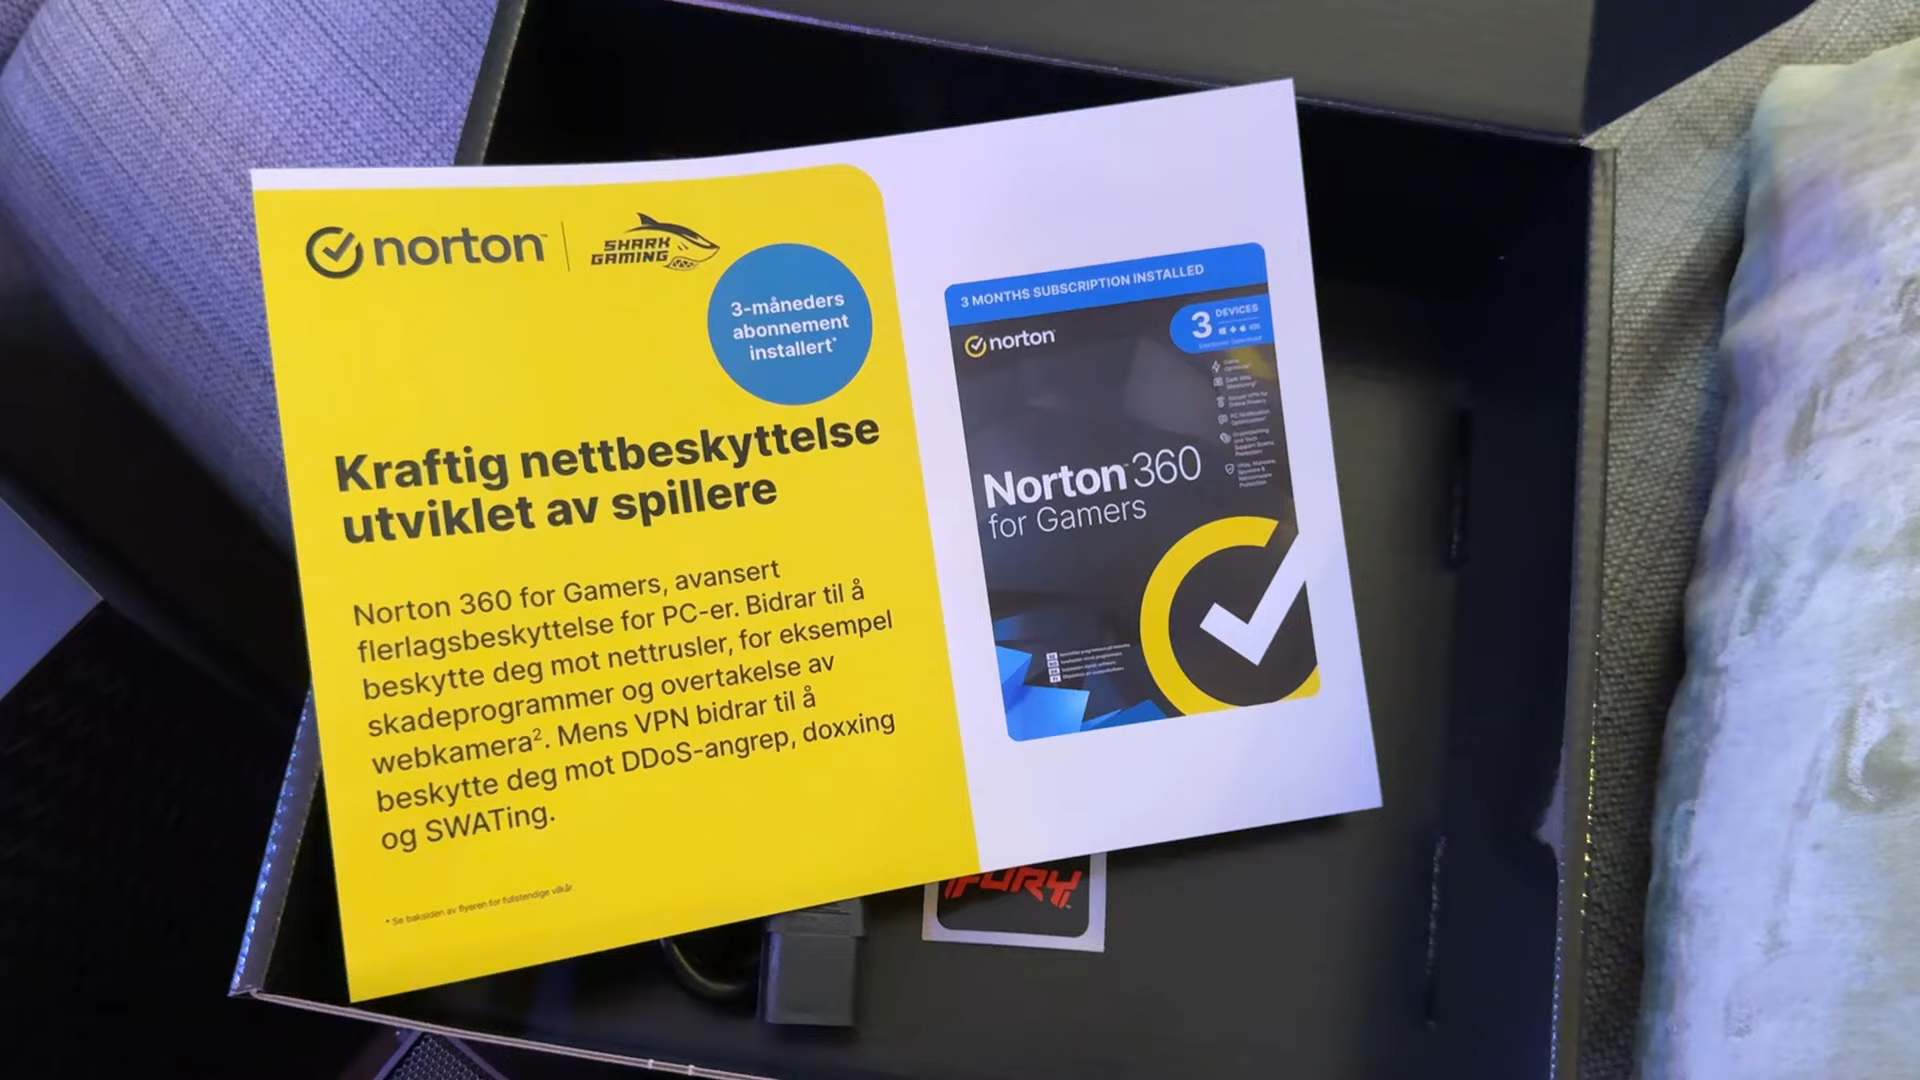 norton
SHARK
GAMING
3-måneders
abonnement
installert*
Kraftig nettbeskyttelse
utviklet av spillere
Norton 360 for Gamers, avansert
flerlagsbeskyttelse for PC-er. Bidrar til å
beskytte deg mot nettrusler, for eksempel
skadeprogrammer og overtakelse av
webkamera². Mens VPN bidrar til å
beskytte deg mot DDoS-angrep, doxxing
og SWATing.
* Se baksiden av flyeren for fullstendige vilkår.
3 MONTHS SUBSCRIPTION INSTALLED
norton
3 DEVICES
iOS
Norton 360
for Gamers
FURY